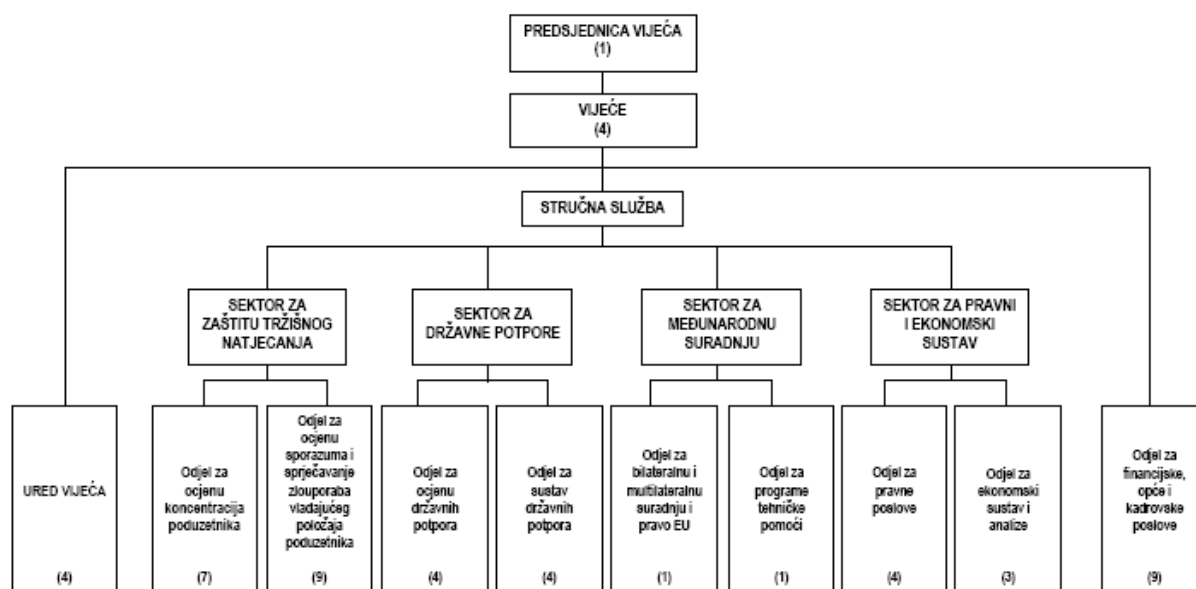 PREDSJEDNICA VIJEĆA
(1)
VIJEĆE
(4)
STRUČNA SLUŽBA
SEKTOR ZA
ZAŠTITU TRŽIŠNOG
NATJECANJA
SEKTOR ZA
DRŽAVNE POTPORE
SEKTOR ZA
MEĐUNARODNU
SURADNJU
SEKTOR ZA PRAVNI
I EKONOMSKI
SUSTAV
URED VIJEĆA
(4)
Odjel za
ocjenu
koncentracija
poduzetnika
(7)
Odjel za
ocjenu
sporazuma i
sprječavanje
zlouporaba
vladajućeg
položaja
poduzetnika
(9)
Odjel za
ocjenu
državnih
potpora
(4)
Odjel za
sustav
državnih
potpora
(4)
Odjel za
bilateralnu i
multilateralnu
suradnju i
pravo EU
(1)
Odjel za
programe
tehničke
pomoći
(1)
Odjel za
pravne
poslove
(4)
Odjel za
ekonomski
sustav i
analize
(3)
Odjel za
financijske,
opće i
kadrovske
poslove
(9)